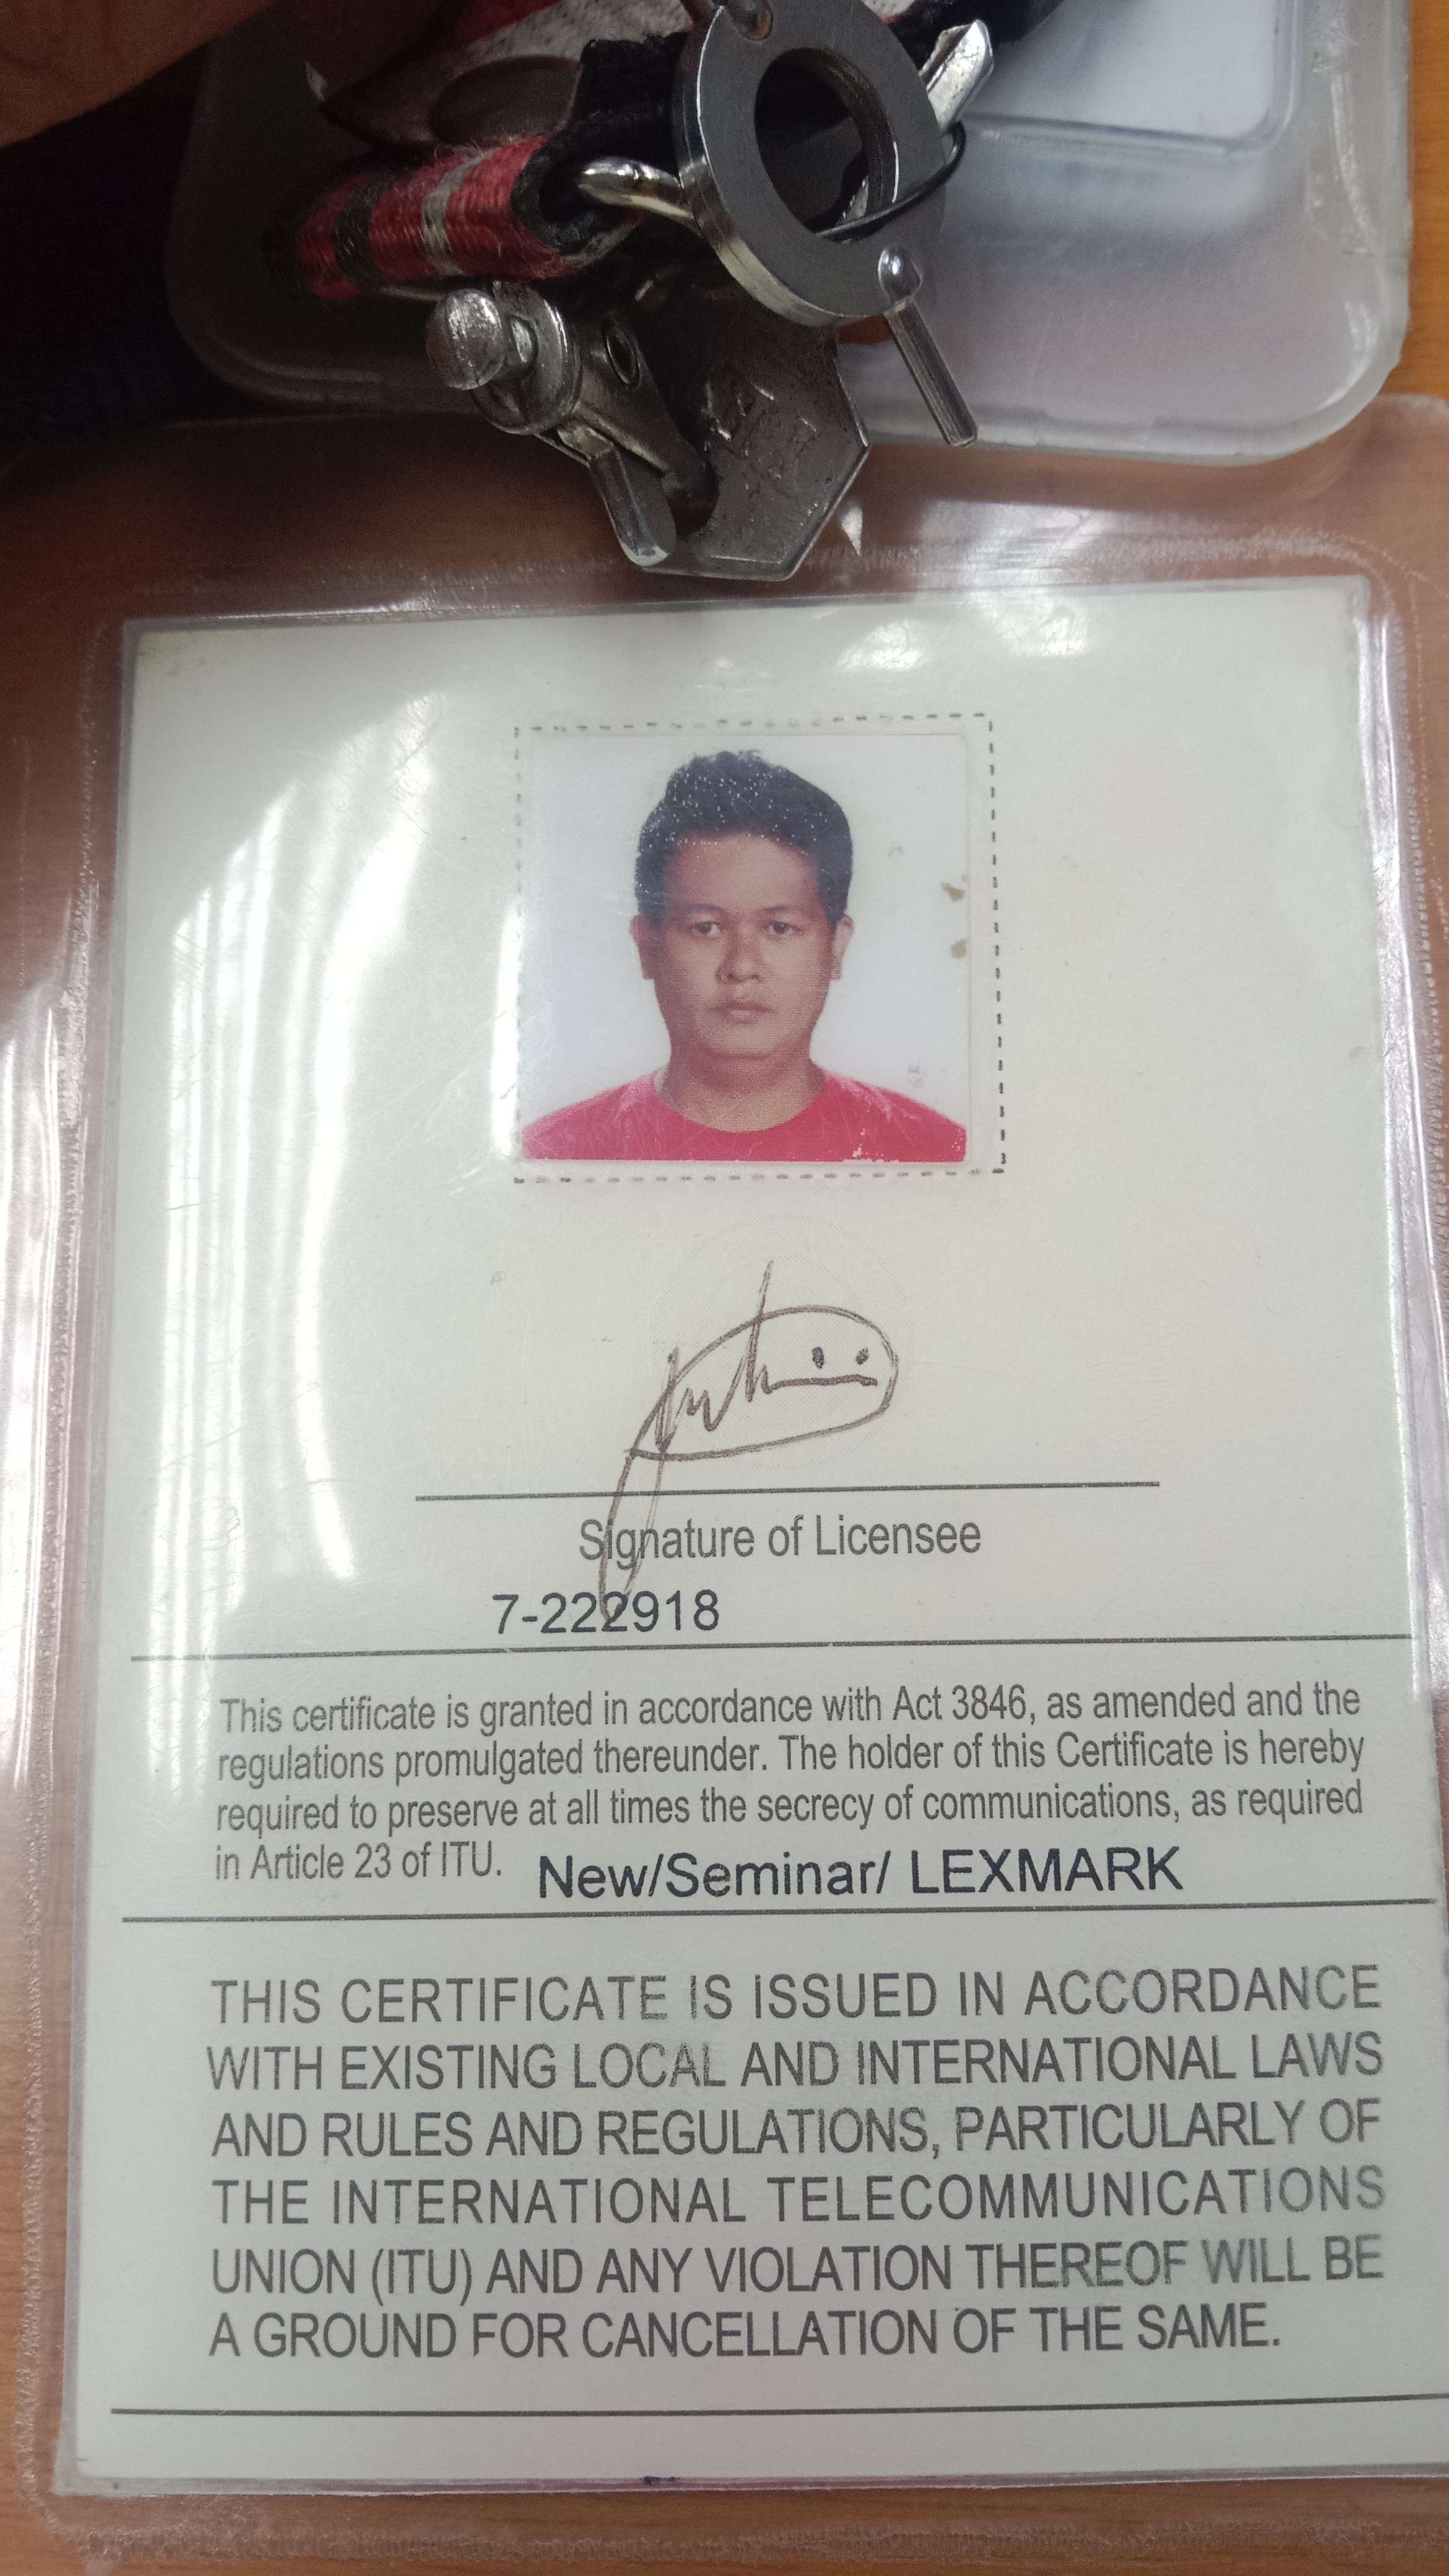 Signature of Licensee
7-222918
This certificate is granted in accordance with Act 3846, as amended and the
regulations promulgated thereunder. The holder of this Certificate is hereby
required to preserve at all times the secrecy of communications, as required
in Article 23 of ITU. New/Seminar/ LEXMARK
THIS CERTIFICATE IS ISSUED IN ACCORDANCE
WITH EXISTING LOCAL AND INTERNATIONAL LAWS
AND RULES AND REGULATIONS, PARTICULARLY OF
THE INTERNATIONAL TELECOMMUNICATIONS
UNION (ITU) AND ANY VIOLATION THEREOF WILL BE
A GROUND FOR CANCELLATION OF THE SAME.